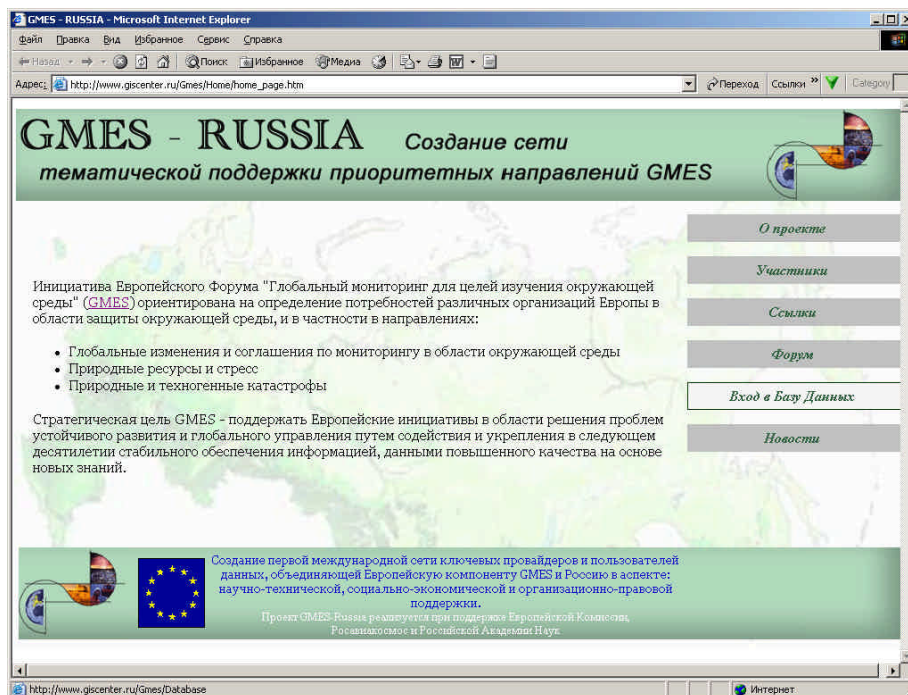 GMES - RUSSIA - Microsoft Internet Explorer
Файл Правка Вид Избранное Сервис Справка
Назад Поиск Избранное Медиа
Адрес: http://www.giscenter.ru/Gmes/Home/home_page.htm Переход Ссылки » Category
GMES - RUSSIA Создание сети
тематической поддержки приоритетных направлений GMES
О проекте
Участники
Ссылки
Форум
Вход в Базу Данных
Новости
Инициатива Европейского Форума "Глобальный мониторинг для целей изучения окружающей
среды" (GMES) ориентирована на определение потребностей различных организаций Европы в
области защиты окружающей среды, и в частности в направлениях:
• Глобальные изменения и соглашения по мониторингу в области окружающей среды
• Природные ресурсы и стресс
• Природные и техногенные катастрофы
Стратегическая цель GMES - поддержать Европейские инициативы в области решения проблем
устойчивого развития и глобального управления путем содействия и укрепления в следующем
десятилетии стабильного обеспечения информацией, данными повышенного качества на основе
новых знаний.
Создание первой международной сети ключевых провайдеров и пользователей
данных, объединяющей Европейскую компоненту GMES и Россию в аспекте:
научно-технической, социально-экономической и организационно-правовой
поддержки.
Проект GMES-Russia реализуется при поддержке Европейской Комиссии,
Росавиакосмос и Российской Академии Наук
http://www.giscenter.ru/Gmes/Database Интернет